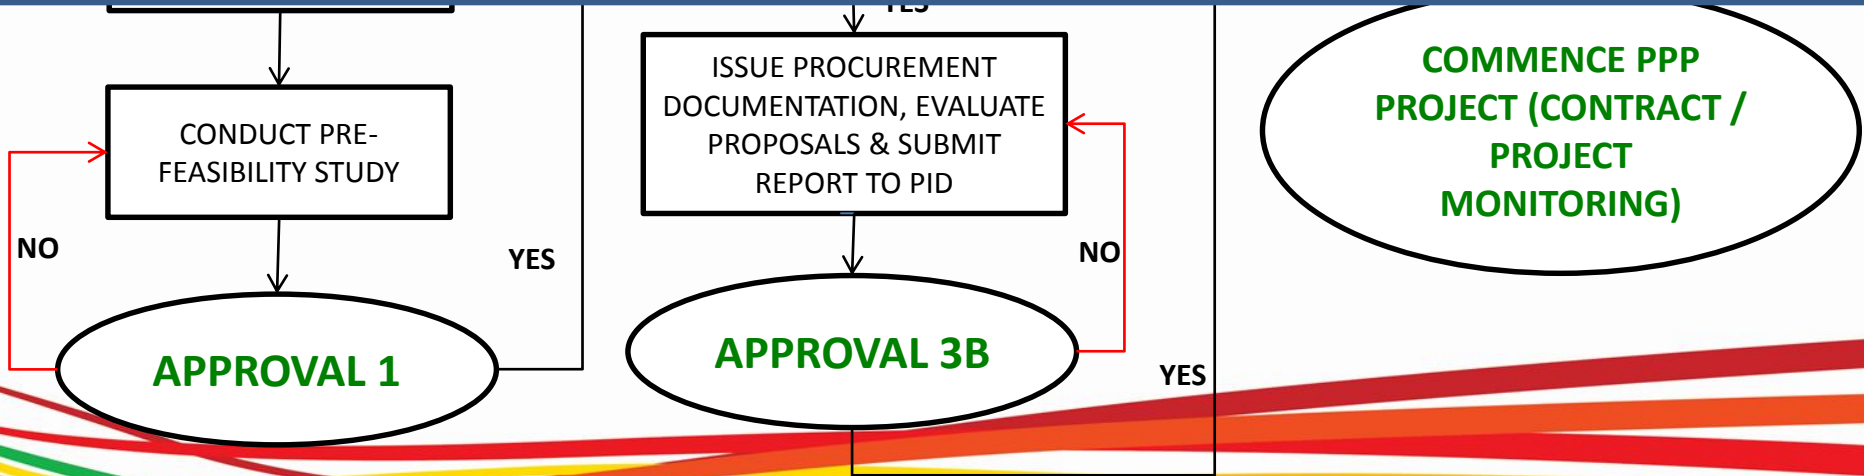 CONDUCT PRE-
FEASIBILITY STUDY
NO
YES
APPROVAL 1
YES
ISSUE PROCUREMENT
DOCUMENTATION, EVALUATE
PROPOSALS & SUBMIT
REPORT TO PID
NO
APPROVAL 3B
YES
COMMENCE PPP
PROJECT (CONTRACT /
PROJECT
MONITORING)